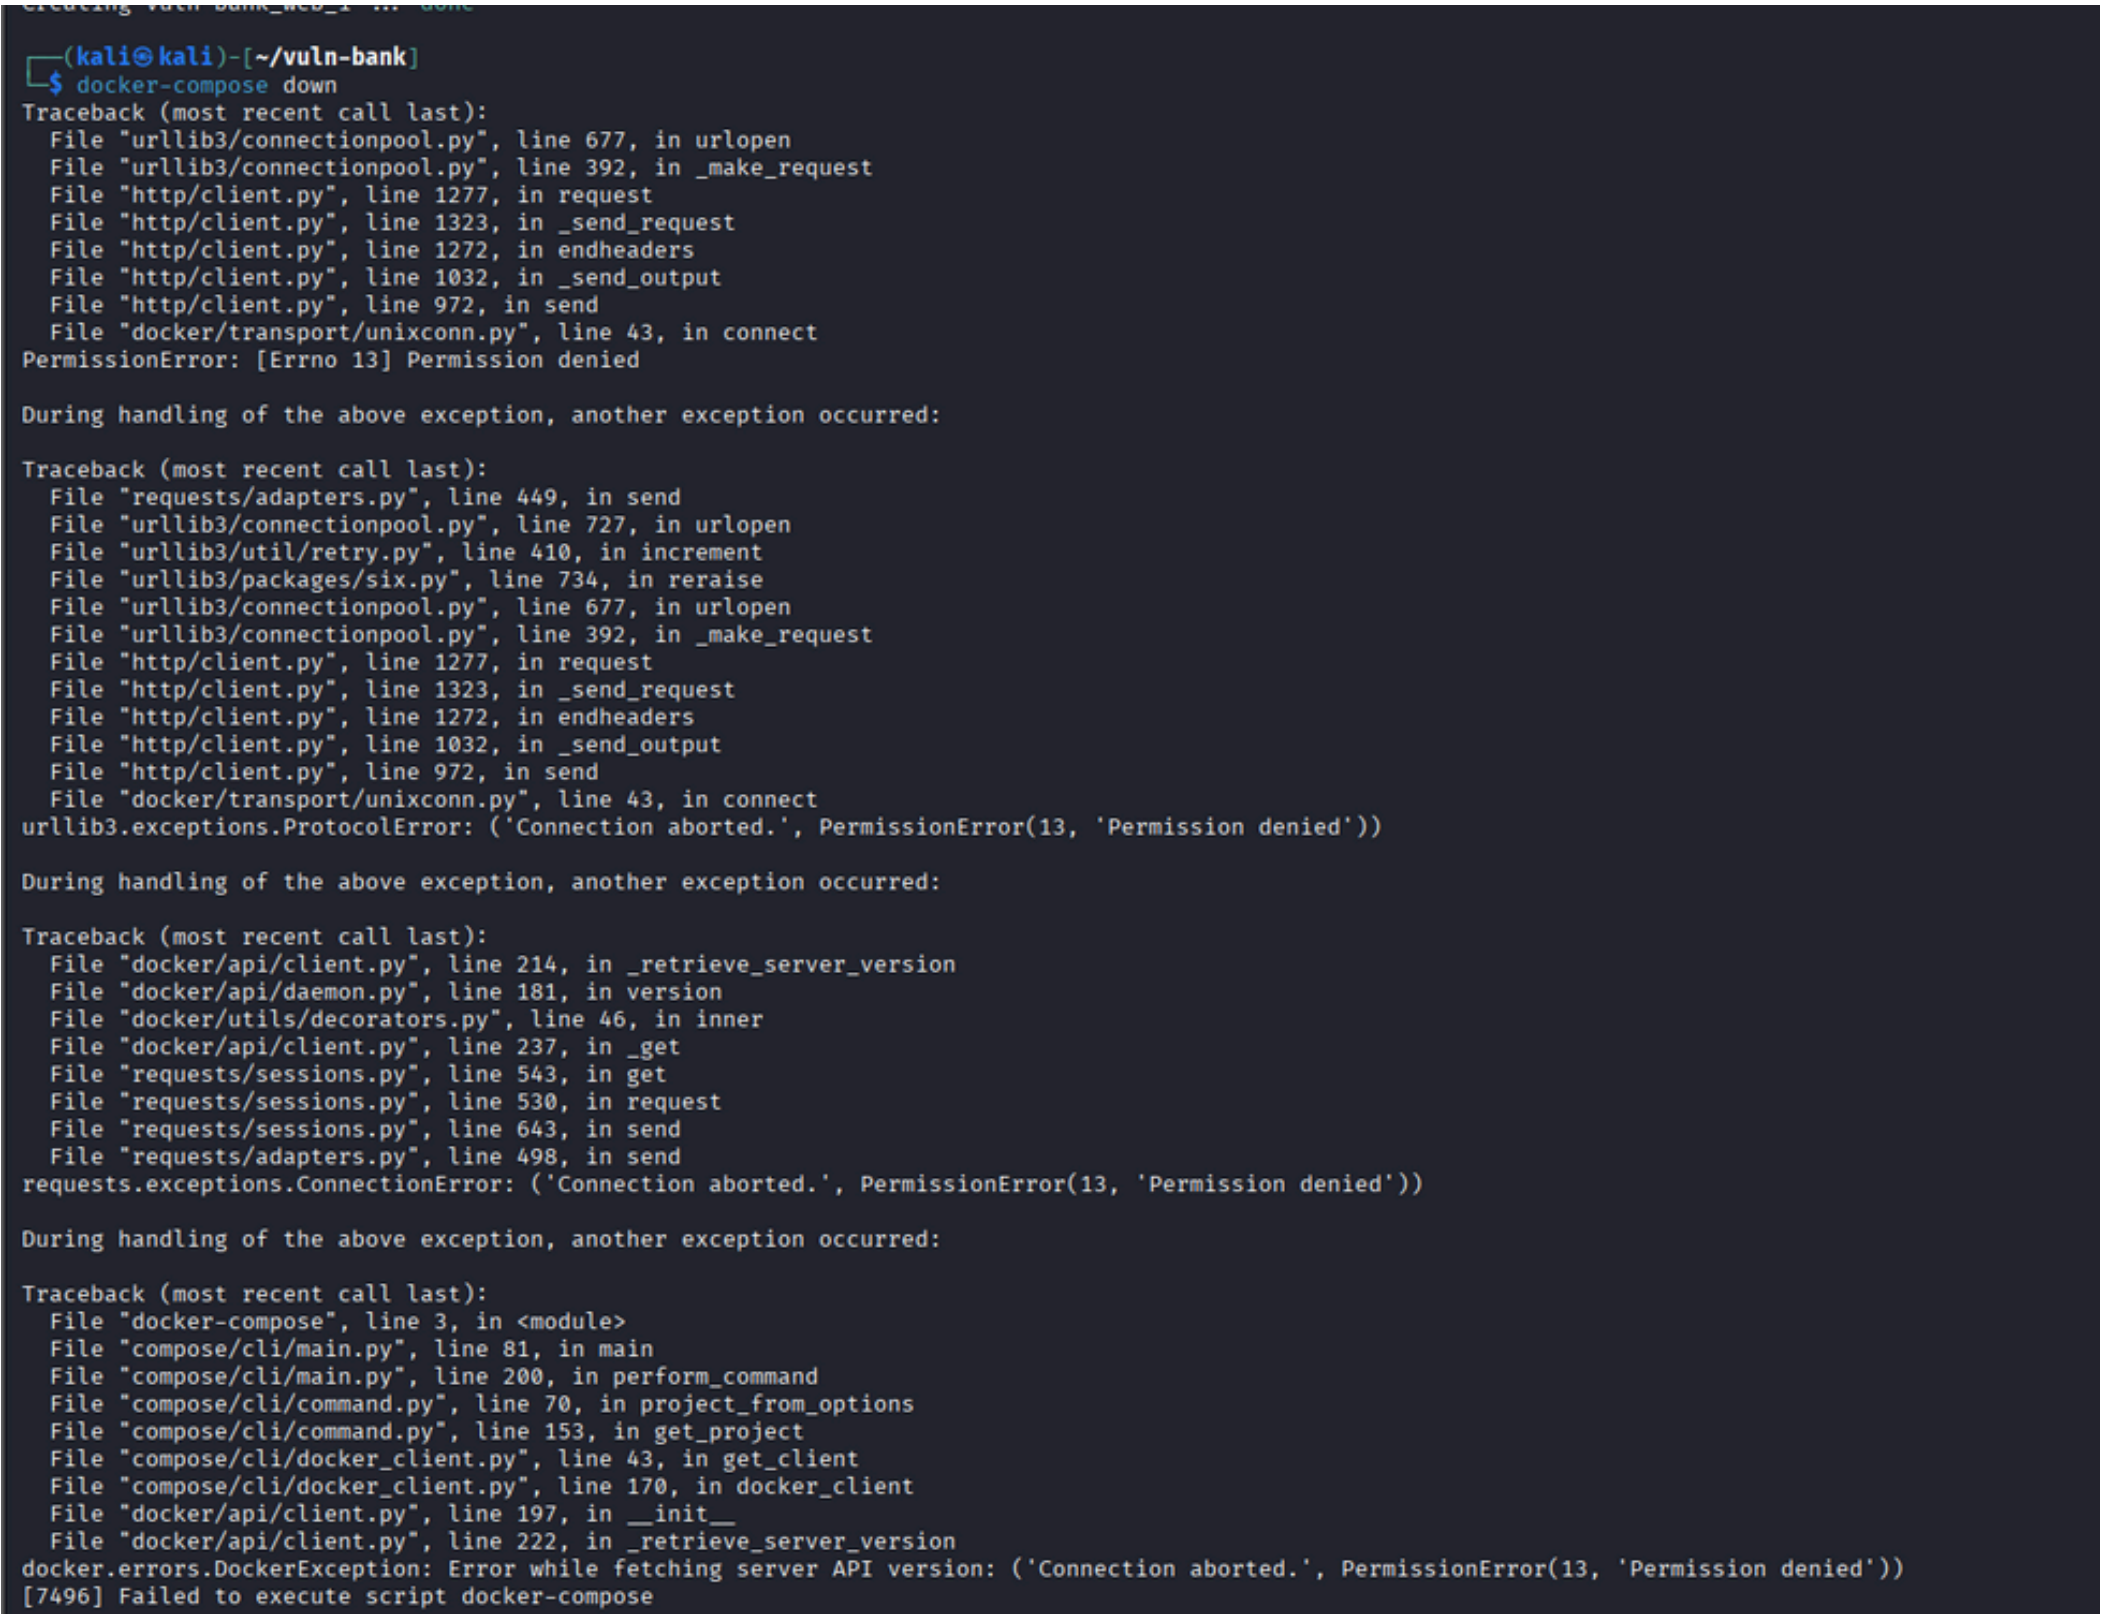 Creating vuln-bank_web_1 ... done
┌──(kali㉿kali)-[~/vuln-bank]
└─$ docker-compose down
Traceback (most recent call last):
  File "urllib3/connectionpool.py", line 677, in urlopen
  File "urllib3/connectionpool.py", line 392, in _make_request
  File "http/client.py", line 1277, in request
  File "http/client.py", line 1323, in _send_request
  File "http/client.py", line 1272, in endheaders
  File "http/client.py", line 1032, in _send_output
  File "http/client.py", line 972, in send
  File "docker/transport/unixconn.py", line 43, in connect
PermissionError: [Errno 13] Permission denied
During handling of the above exception, another exception occurred:
Traceback (most recent call last):
  File "requests/adapters.py", line 449, in send
  File "urllib3/connectionpool.py", line 727, in urlopen
  File "urllib3/util/retry.py", line 410, in increment
  File "urllib3/packages/six.py", line 734, in reraise
  File "urllib3/connectionpool.py", line 677, in urlopen
  File "urllib3/connectionpool.py", line 392, in _make_request
  File "http/client.py", line 1277, in request
  File "http/client.py", line 1323, in _send_request
  File "http/client.py", line 1272, in endheaders
  File "http/client.py", line 1032, in _send_output
  File "http/client.py", line 972, in send
  File "docker/transport/unixconn.py", line 43, in connect
urllib3.exceptions.ProtocolError: ('Connection aborted.', PermissionError(13, 'Permission denied'))
During handling of the above exception, another exception occurred:
Traceback (most recent call last):
  File "docker/api/client.py", line 214, in _retrieve_server_version
  File "docker/api/daemon.py", line 181, in version
  File "docker/utils/decorators.py", line 46, in inner
  File "docker/api/client.py", line 237, in _get
  File "requests/sessions.py", line 543, in get
  File "requests/sessions.py", line 530, in request
  File "requests/sessions.py", line 643, in send
  File "requests/adapters.py", line 498, in send
requests.exceptions.ConnectionError: ('Connection aborted.', PermissionError(13, 'Permission denied'))
During handling of the above exception, another exception occurred:
Traceback (most recent call last):
  File "docker-compose", line 3, in <module>
  File "compose/cli/main.py", line 81, in main
  File "compose/cli/main.py", line 200, in perform_command
  File "compose/cli/command.py", line 70, in project_from_options
  File "compose/cli/command.py", line 153, in get_project
  File "compose/cli/docker_client.py", line 43, in get_client
  File "compose/cli/docker_client.py", line 170, in docker_client
  File "docker/api/client.py", line 197, in __init__
  File "docker/api/client.py", line 222, in _retrieve_server_version
docker.errors.DockerException: Error while fetching server API version: ('Connection aborted.', PermissionError(13, 'Permission denied'))
[7496] Failed to execute script docker-compose